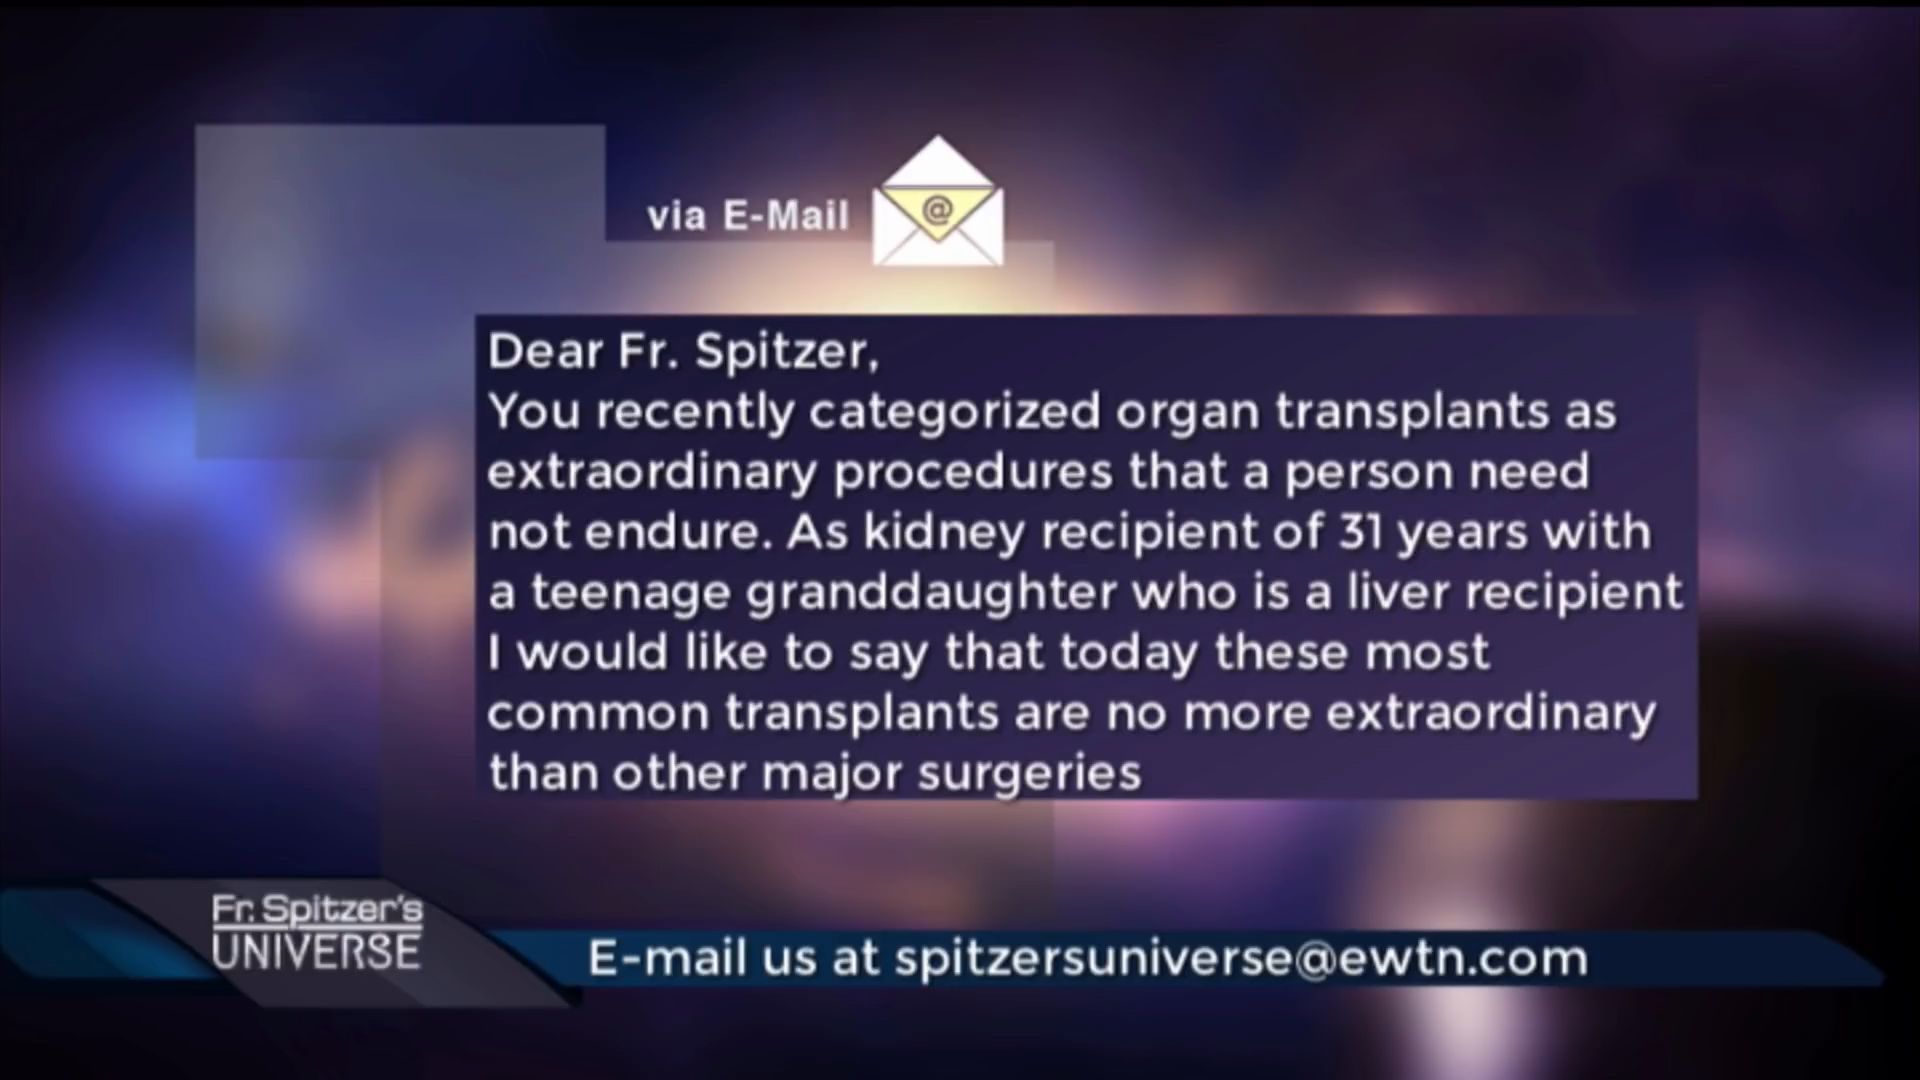 via E-Mail
@
Dear Fr. Spitzer,
You recently categorized organ transplants as
extraordinary procedures that a person need
not endure. As kidney recipient of 31 years with
a teenage granddaughter who is a liver recipient
I would like to say that today these most
common transplants are no more extraordinary
than other major surgeries
Fr. Spitzer's
UNIVERSE
E-mail us at spitzersuniverse@ewtn.com